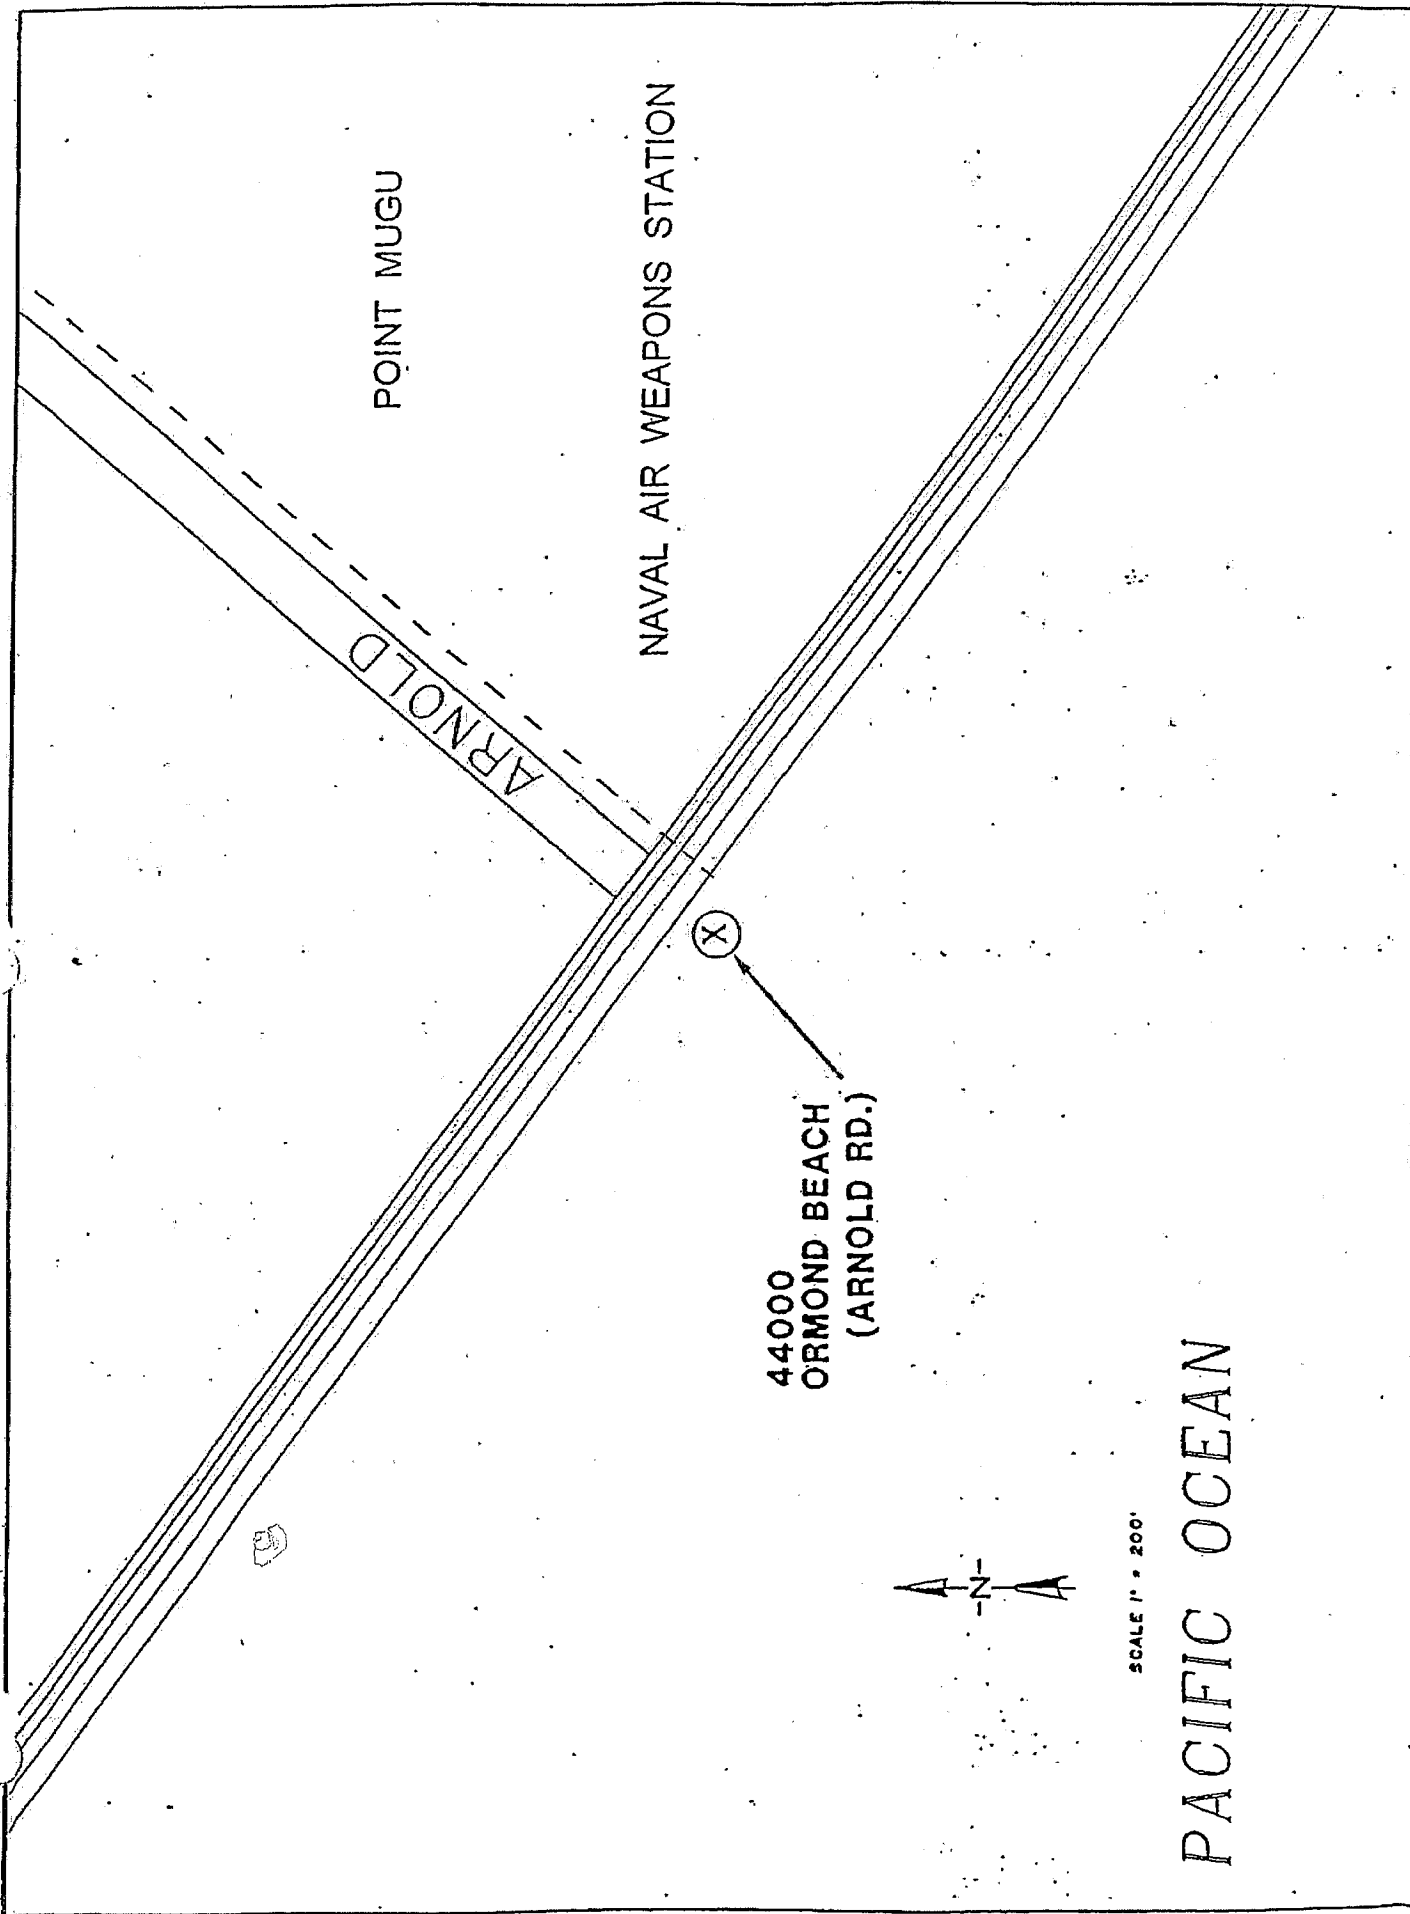 POINT MUGU
NAVAL AIR WEAPONS STATION
ARNOLD
X
44000
ORMOND BEACH
(ARNOLD RD.)
-N-
SCALE 1" = 200'
PACIFIC OCEAN